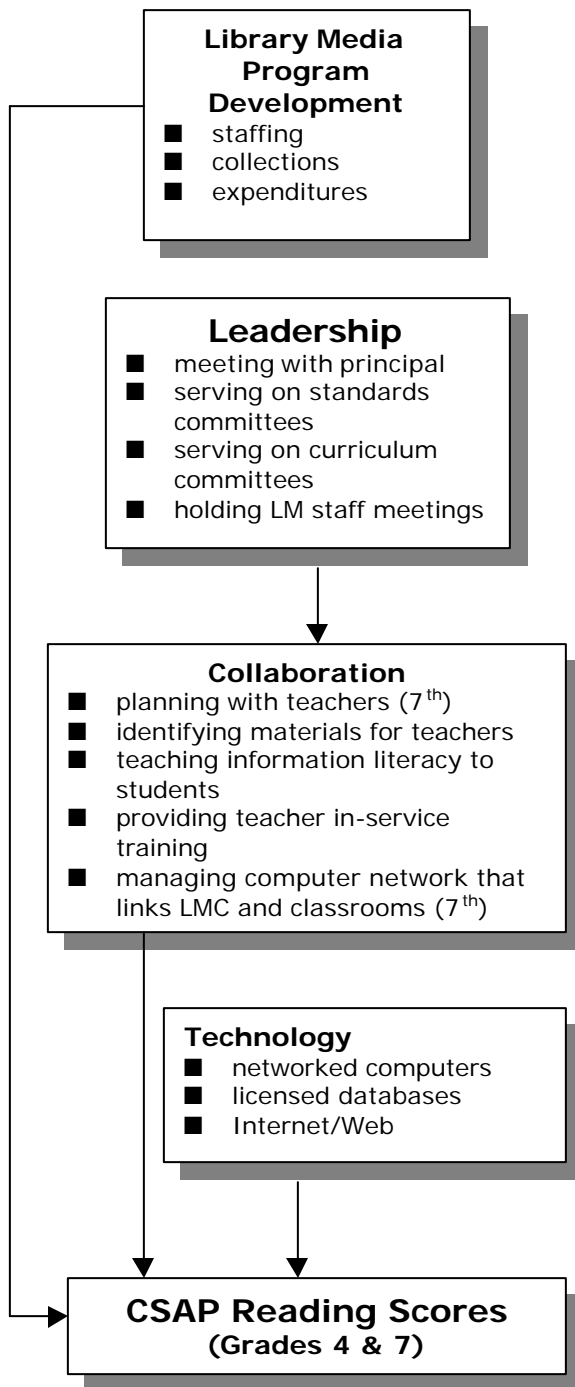 Library Media
Program
Development
■ staffing
■ collections
■ expenditures
Leadership
■ meeting with principal
■ serving on standards
committees
■ serving on curriculum
committees
■ holding LM staff meetings
Collaboration
■ planning with teachers (7th)
■ identifying materials for teachers
■ teaching information literacy to
students
■ providing teacher in-service
training
■ managing computer network that
links LMC and classrooms (7th)
Technology
■ networked computers
■ licensed databases
■ Internet/Web
CSAP Reading Scores
(Grades 4 & 7)